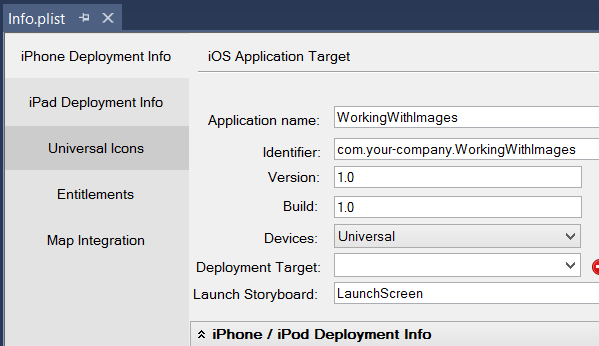 Info.plist
iPhone Deployment Info
iPad Deployment Info
Universal Icons
Entitlements
Map Integration
iOS Application Target
Application name: WorkingWithImages
Identifier: com.your-company.WorkingWithImages
Version: 1.0
Build: 1.0
Devices: Universal
Deployment Target:
Launch Storyboard: LaunchScreen
iPhone / iPod Deployment Info